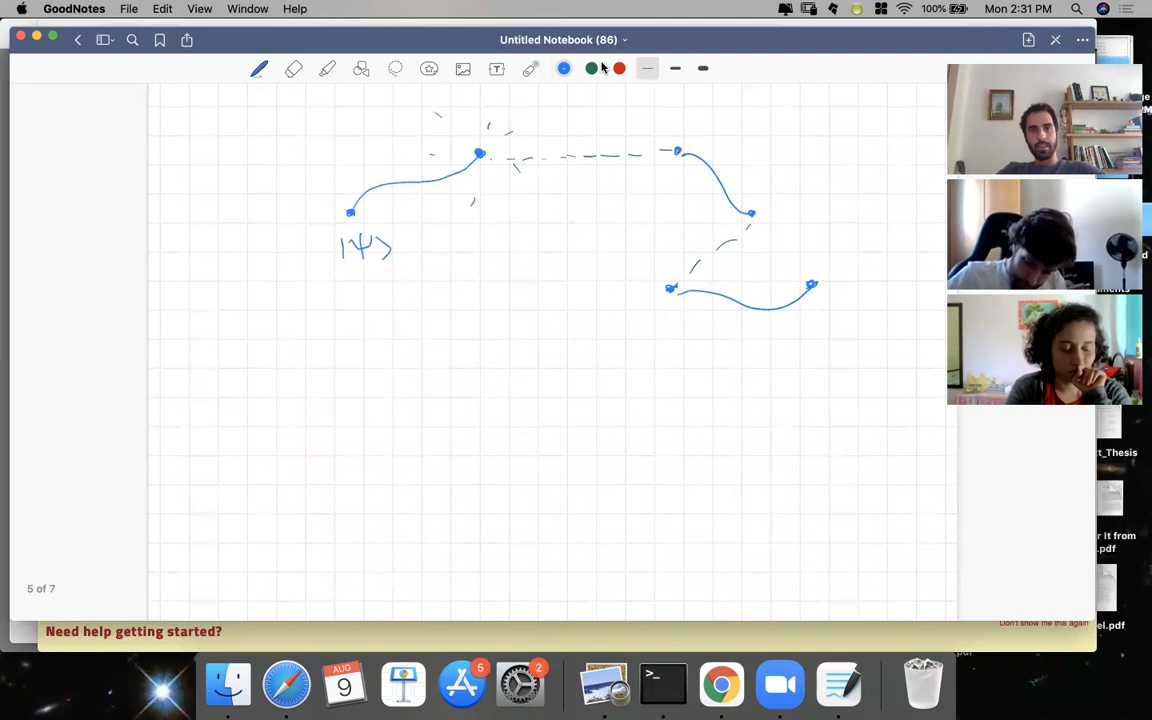 GoodNotes File Edit View Window Help
100% Mon 2:31 PM
Untitled Notebook (86)
T
|ψ>
5 of 7
Need help getting started?
Don't show me this again
t_Thesis
r It from
.pdf
el.pdf
AUG
9
5
2
>_